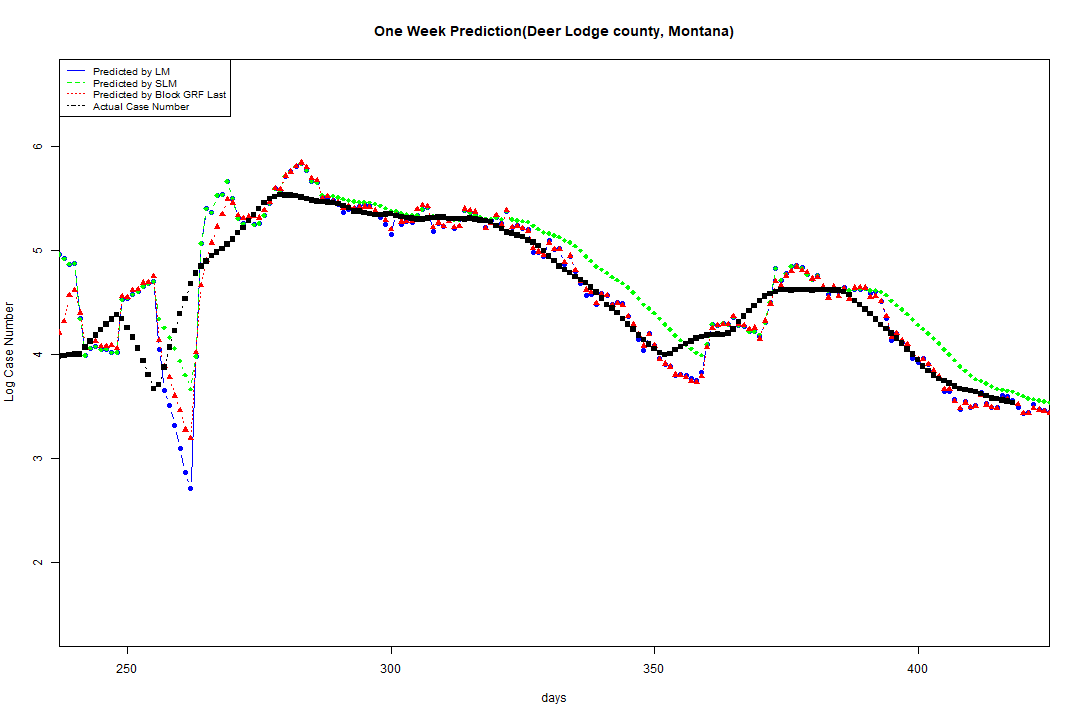 One Week Prediction(Deer Lodge county, Montana)
Predicted by LM
Predicted by SLM
Predicted by Block GRF Last
Actual Case Number
Log Case Number
6
5
4
3
2
250 300 350 400
days